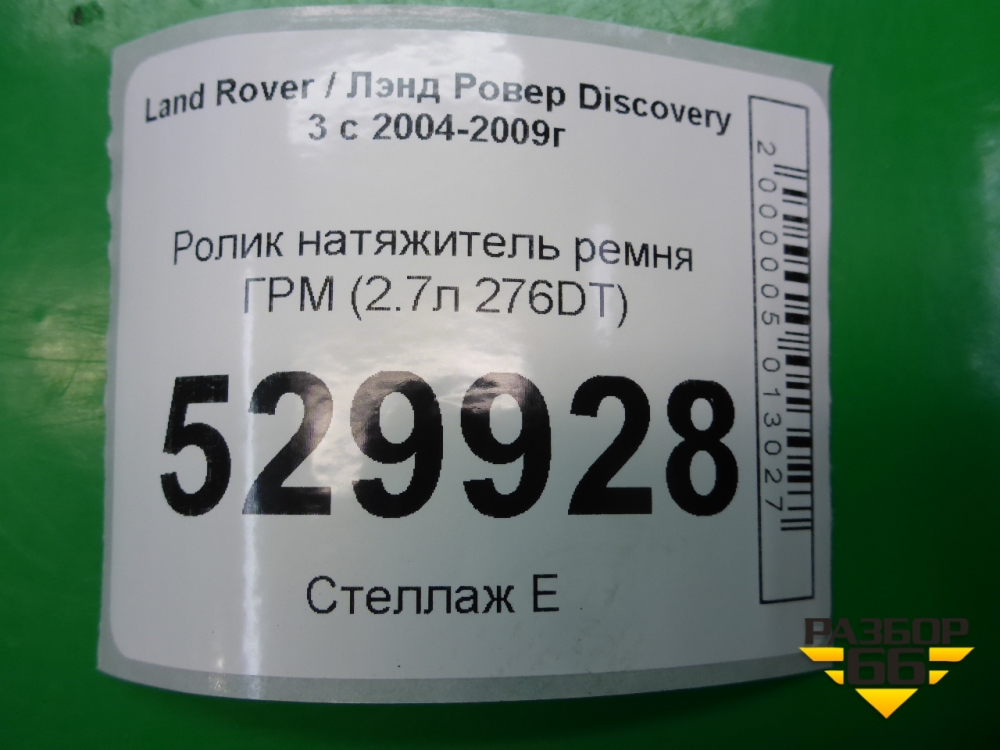 Land Rover / Лэнд Ровер Discovery
3 с 2004-2009г
Ролик натяжитель ремня
ГРМ (2.7л 276DT)
529928
Стеллаж Е
2000005013027
РАЗБОР
66